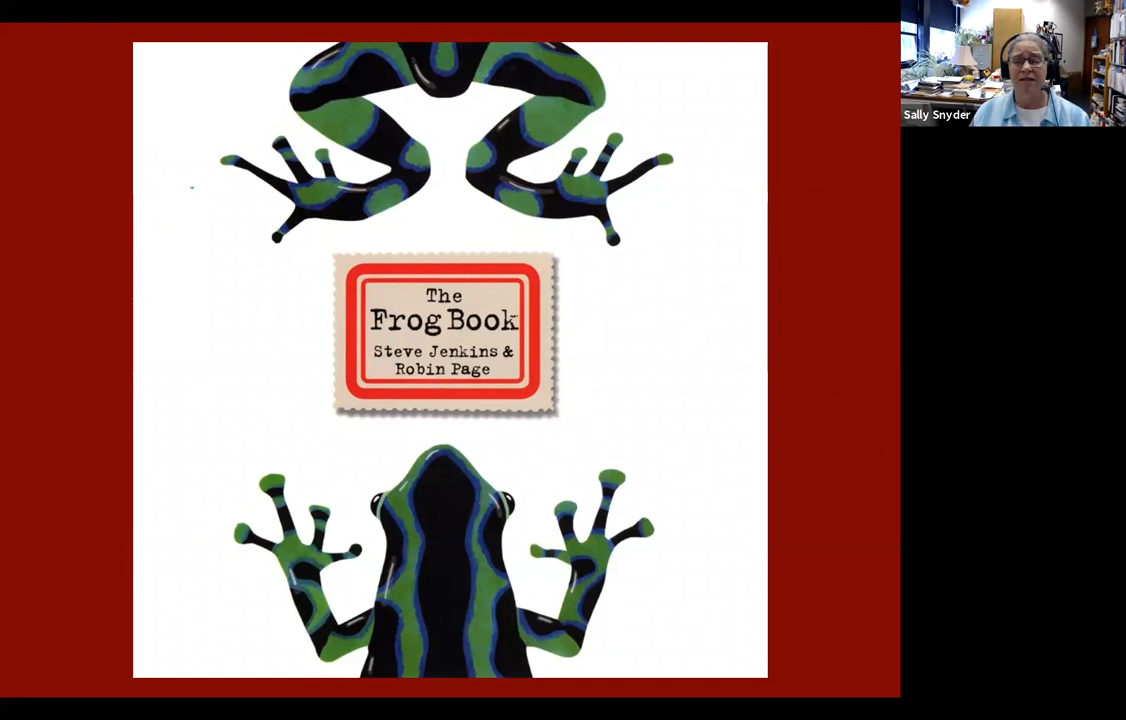 The
Frog Book
Steve Jenkins &
Robin Page
Sally Snyder